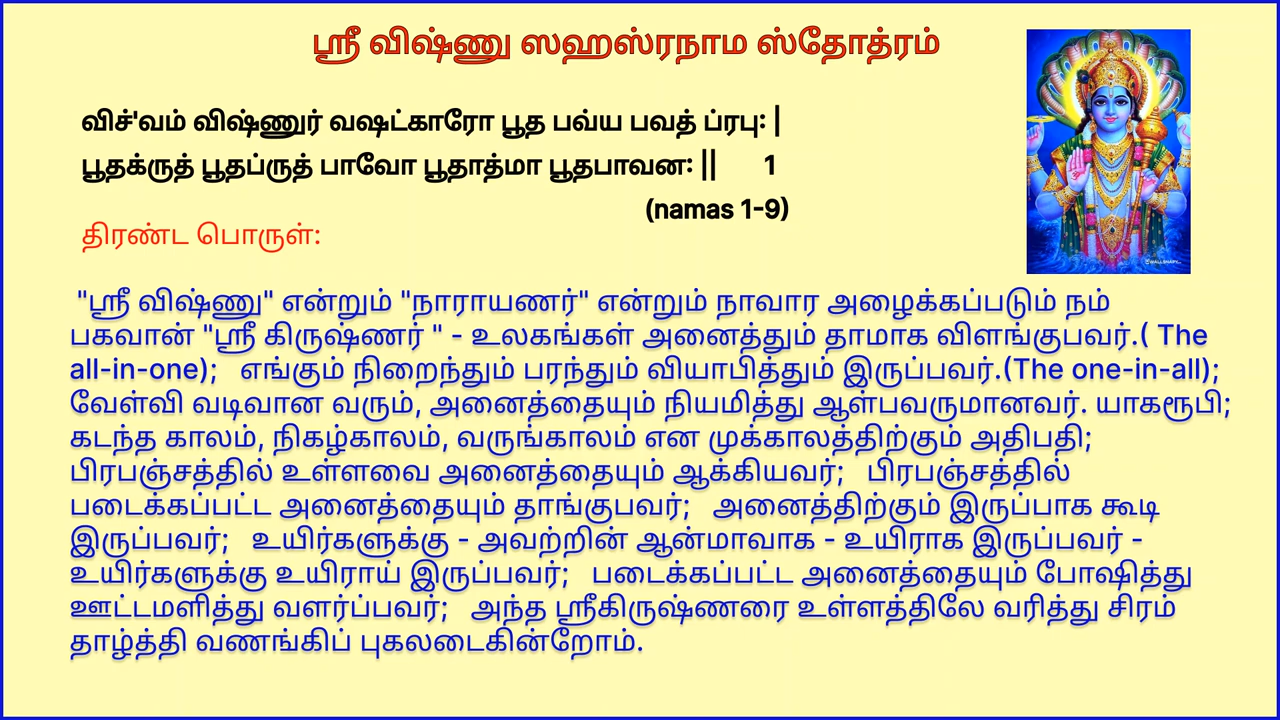 ஸ்ரீ விஷ்ணு ஸஹஸ்ரநாம ஸ்தோத்ரம்
விச்'வம் விஷ்ணுர் வஷட்காரோ பூத பவ்ய பவத் ப்ரபு: |
பூதக்ருத் பூதப்ருத் பாவோ பூதாத்மா பூதபாவன: || 1
(namas 1-9)
திரண்ட பொருள்:
"ஸ்ரீ விஷ்ணு" என்றும் "நாராயணர்" என்றும் நாவார அழைக்கப்படும் நம்
பகவான் "ஸ்ரீ கிருஷ்ணர் " - உலகங்கள் அனைத்தும் தாமாக விளங்குபவர்.( The
all-in-one); எங்கும் நிறைந்தும் பரந்தும் வியாபித்தும் இருப்பவர்.(The one-in-all);
வேள்வி வடிவான வரும், அனைத்தையும் நியமித்து ஆள்பவருமானவர். யாகரூபி;
கடந்த காலம், நிகழ்காலம், வருங்காலம் என முக்காலத்திற்கும் அதிபதி;
பிரபஞ்சத்தில் உள்ளவை அனைத்தையும் ஆக்கியவர்; பிரபஞ்சத்தில்
படைக்கப்பட்ட அனைத்தையும் தாங்குபவர்; அனைத்திற்கும் இருப்பாக கூடி
இருப்பவர்; உயிர்களுக்கு - அவற்றின் ஆன்மாவாக - உயிராக இருப்பவர் -
உயிர்களுக்கு உயிராய் இருப்பவர்; படைக்கப்பட்ட அனைத்தையும் போஷித்து
ஊட்டமளித்து வளர்ப்பவர்; அந்த ஸ்ரீகிருஷ்ணரை உள்ளத்திலே வரித்து சிரம்
தாழ்த்தி வணங்கிப் புகலடைகின்றோம்.